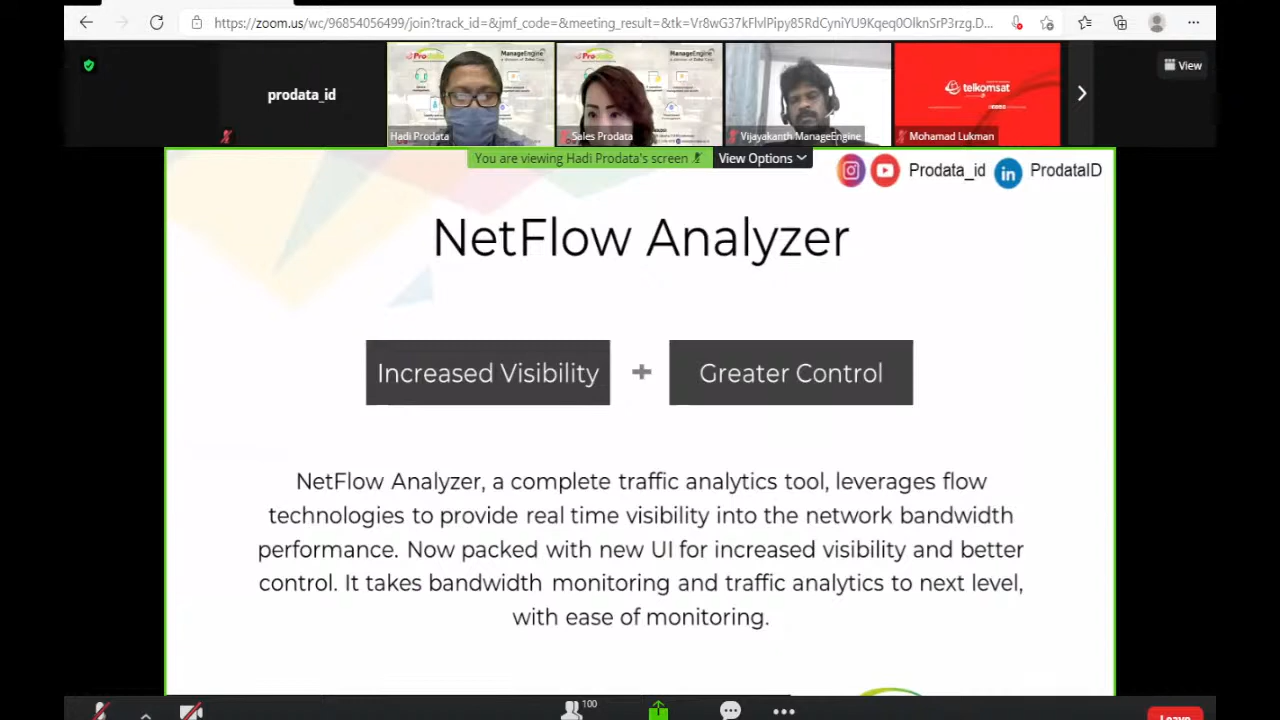 https://zoom.us/wc/96854056499/join?track_id=&jmf_code=&meeting_result=&tk=Vr8wG37kFlvlPipy85RdCyniYU9Kqeq0OlknSrP3rzg.D...
prodata_id
ManageEngine
Hadi Prodata
ManageEngine
Sales Prodata
Vijayakanth ManageEngine
telkomsat
Mohamad Lukman
View
You are viewing Hadi Prodata's screen
View Options
Prodata_id
in
ProdataID
NetFlow Analyzer
Increased Visibility + Greater Control
NetFlow Analyzer, a complete traffic analytics tool, leverages flow
technologies to provide real time visibility into the network bandwidth
performance. Now packed with new UI for increased visibility and better
control. It takes bandwidth monitoring and traffic analytics to next level,
with ease of monitoring.
100
Leave